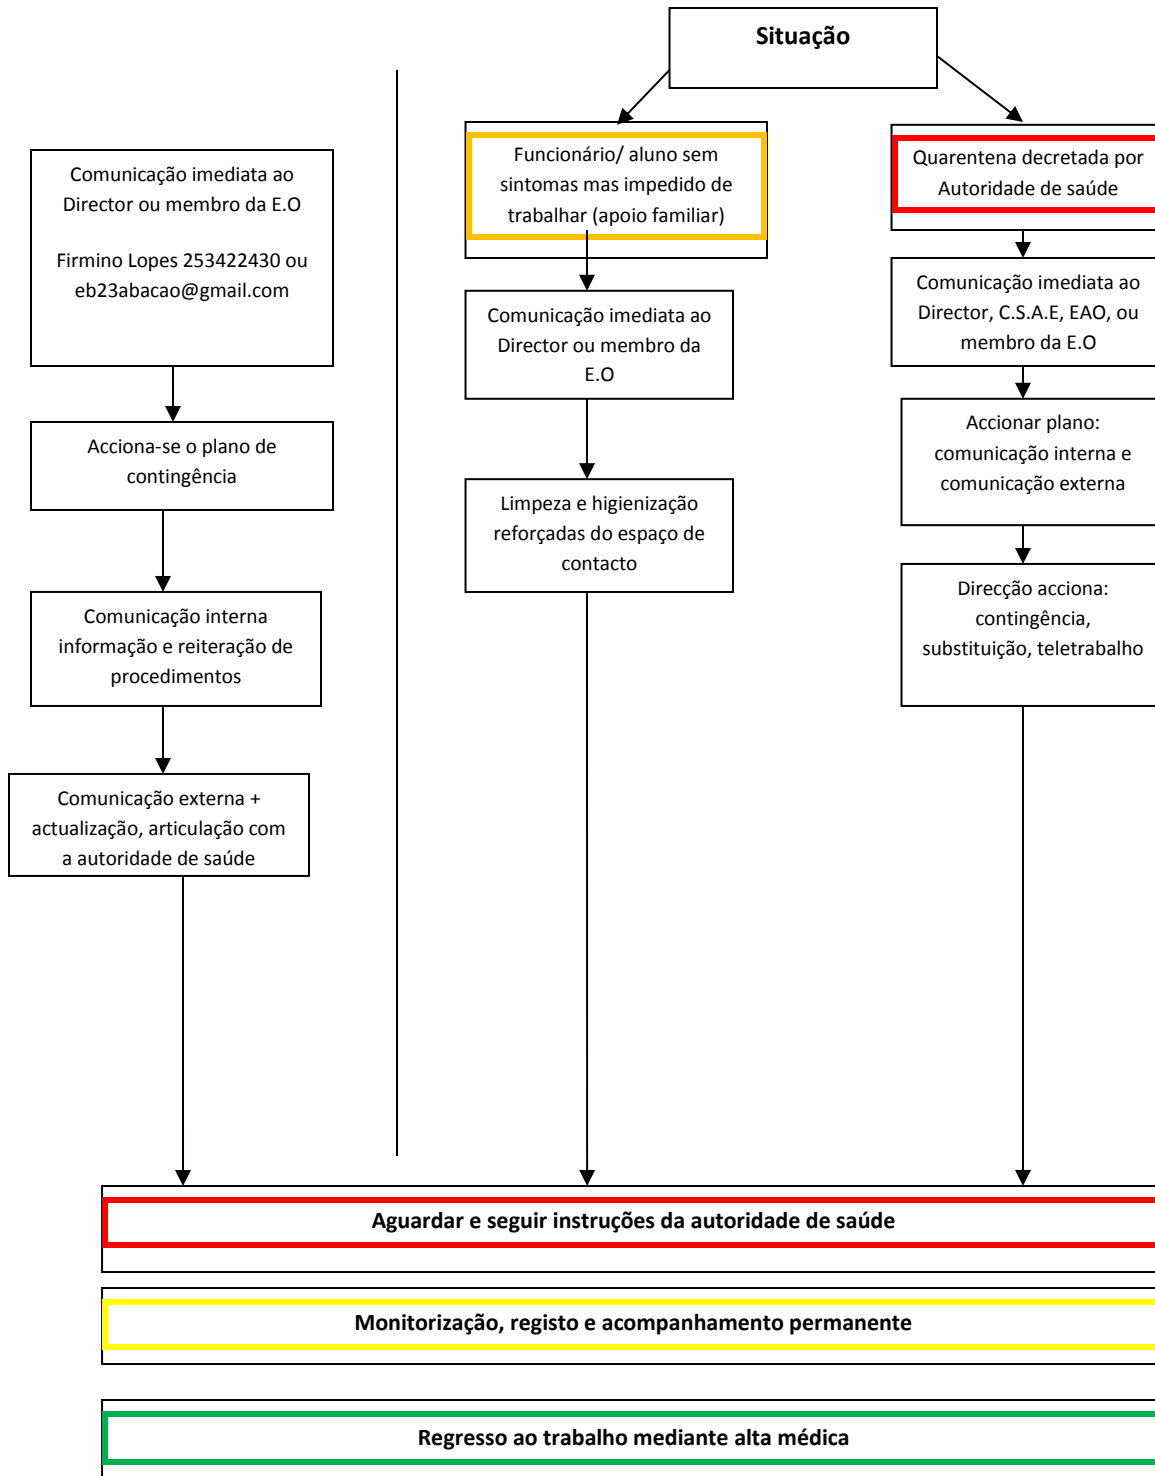 Situação
Comunicação imediata ao
Director ou membro da E.O
Firmino Lopes 253422430 ou
eb23abacao@gmail.com
Acciona-se o plano de
contingência
Comunicação interna
informação e reiteração de
procedimentos
Comunicação externa +
actualização, articulação com
a autoridade de saúde
Funcionário/ aluno sem
sintomas mas impedido de
trabalhar (apoio familiar)
Comunicação imediata ao
Director ou membro da
E.O
Limpeza e higienização
reforçadas do espaço de
contacto
Quarentena decretada por
Autoridade de saúde
Comunicação imediata ao
Director, C.S.A.E, EAO, ou
membro da E.O
Accionar plano:
comunicação interna e
comunicação externa
Direcção acciona:
contingência,
substituição, teletrabalho
Aguardar e seguir instruções da autoridade de saúde
Monitorização, registo e acompanhamento permanente
Regresso ao trabalho mediante alta médica